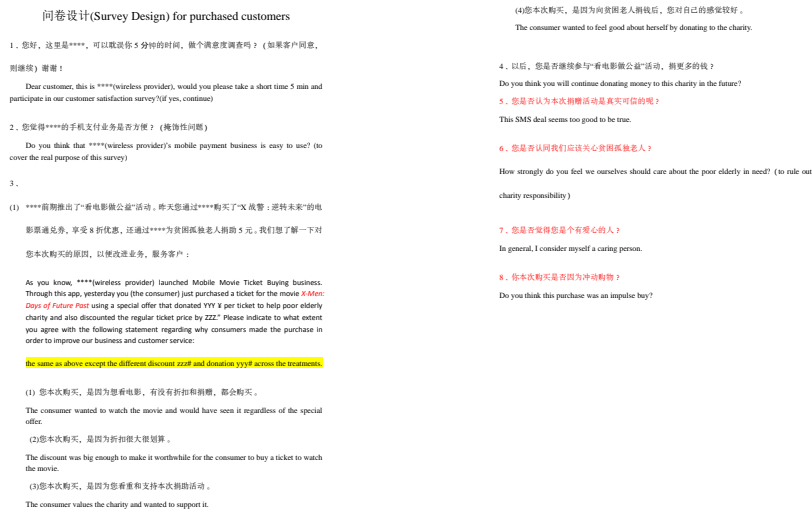 问卷设计(Survey Design) for purchased customers
1、您好，这里是****，可以耽误你 5 分钟的时间，做个满意度调查吗？（如果客户同意，
则继续）谢谢！
Dear customer, this is ****(wireless provider), would you please take a short time 5 min and
participate in our customer satisfaction survey?(if yes, continue)
2、您觉得****的手机支付业务是否方便？（掩饰性问题）
Do you think that ****(wireless provider)'s mobile payment business is easy to use? (to
cover the real purpose of this survey)
3、
(1) ****前期推出了“看电影做公益”活动。昨天您通过****购买了“X 战警：逆转未来”的电
影票通兑券，享受 8 折优惠，还通过****为贫困孤独老人捐助 5 元。我们想了解一下对
您本次购买的原因，以便改进业务，服务客户：
As you know, ****(wireless provider) launched Mobile Movie Ticket Buying business.
Through this app, yesterday you (the consumer) just purchased a ticket for the movie X-Men:
Days of Future Past using a special offer that donated YYY ¥ per ticket to help poor elderly
charity and also discounted the regular ticket price by ZZZ." Please indicate to what extent
you agree with the following statement regarding why consumers made the purchase in
order to improve our business and customer service:
the same as above except the different discount zzz# and donation yyy# across the treatments.
(1) 您本次购买，是因为想看电影，有没有折扣和捐赠，都会购买。
The consumer wanted to watch the movie and would have seen it regardless of the special
offer.
(2)您本次购买，是因为折扣很大很划算。
The discount was big enough to make it worthwhile for the consumer to buy a ticket to watch
the movie.
(3)您本次购买，是因为您看重和支持本次捐助活动。
The consumer values the charity and wanted to support it.
(4)您本次购买，是因为向贫困老人捐钱后，您对自己的感觉较好。
The consumer wanted to feel good about herself by donating to the charity.
4、以后，您是否继续参与“看电影做公益”活动，捐更多的钱？
Do you think you will continue donating money to this charity in the future?
5、您是否认为本次捐赠活动是真实可信的呢？
This SMS deal seems too good to be true.
6、您是否认同我们应该关心贫困孤独老人？
How strongly do you feel we ourselves should care about the poor elderly in need? (to rule out
charity responsibility)
7、您是否觉得您是个有爱心的人？
In general, I consider myself a caring person.
8、你本次购买是否因为冲动购物？
Do you think this purchase was an impulse buy?